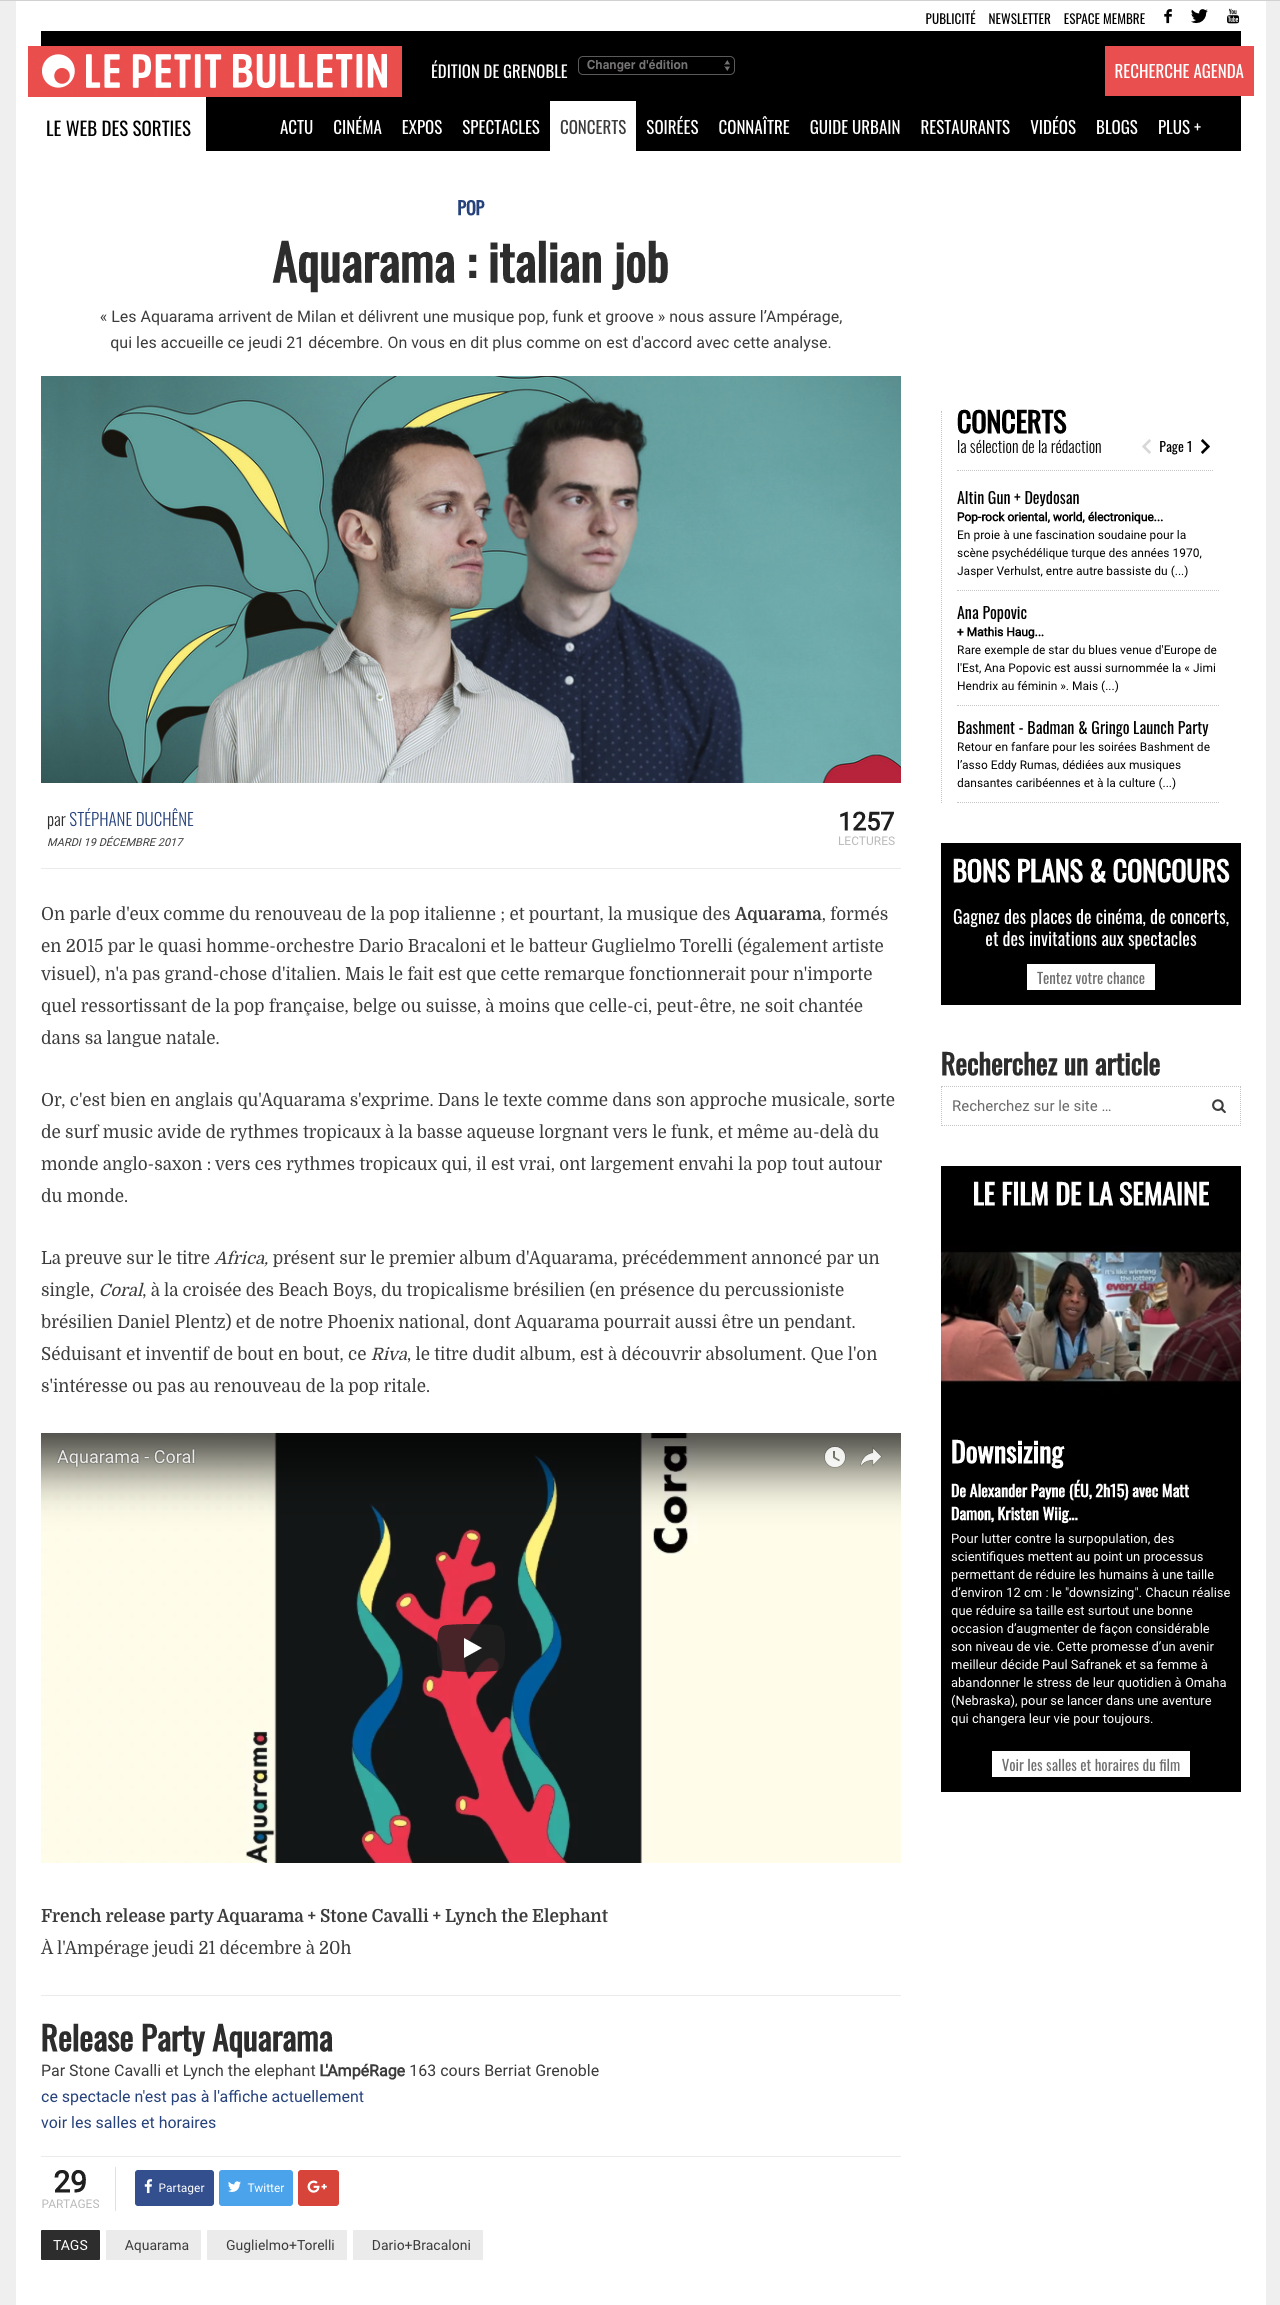 PUBLICITÉ NEWSLETTER ESPACE MEMBRE
LE PETIT BULLETIN
ÉDITION DE GRENOBLE
Changer d'édition
RECHERCHE AGENDA
LE WEB DES SORTIES
ACTU CINÉMA EXPOS SPECTACLES CONCERTS SOIRÉES CONNAÎTRE GUIDE URBAIN RESTAURANTS VIDÉOS BLOGS PLUS +
POP
Aquarama : italian job
« Les Aquarama arrivent de Milan et délivrent une musique pop, funk et groove » nous assure l’Ampérage,
qui les accueille ce jeudi 21 décembre. On vous en dit plus comme on est d'accord avec cette analyse.
par STÉPHANE DUCHÊNE
MARDI 19 DÉCEMBRE 2017
1257
LECTURES
On parle d'eux comme du renouveau de la pop italienne ; et pourtant, la musique des Aquarama, formés
en 2015 par le quasi homme-orchestre Dario Bracaloni et le batteur Guglielmo Torelli (également artiste
visuel), n'a pas grand-chose d'italien. Mais le fait est que cette remarque fonctionnerait pour n'importe
quel ressortissant de la pop française, belge ou suisse, à moins que celle-ci, peut-être, ne soit chantée
dans sa langue natale.
Or, c'est bien en anglais qu'Aquarama s'exprime. Dans le texte comme dans son approche musicale, sorte
de surf music avide de rythmes tropicaux à la basse aqueuse lorgnant vers le funk, et même au-delà du
monde anglo-saxon : vers ces rythmes tropicaux qui, il est vrai, ont largement envahi la pop tout autour
du monde.
La preuve sur le titre Africa, présent sur le premier album d'Aquarama, précédemment annoncé par un
single, Coral, à la croisée des Beach Boys, du tropicalisme brésilien (en présence du percussioniste
brésilien Daniel Plentz) et de notre Phoenix national, dont Aquarama pourrait aussi être un pendant.
Séduisant et inventif de bout en bout, ce Riva, le titre dudit album, est à découvrir absolument. Que l'on
s'intéresse ou pas au renouveau de la pop ritale.
Aquarama - Coral
Coral
Aquarama
French release party Aquarama + Stone Cavalli + Lynch the Elephant
À l'Ampérage jeudi 21 décembre à 20h
Release Party Aquarama
Par Stone Cavalli et Lynch the elephant L'AmpéRage 163 cours Berriat Grenoble
ce spectacle n'est pas à l'affiche actuellement
voir les salles et horaires
29
PARTAGES
Partager
Twitter
G+
TAGS
Aquarama
Guglielmo+Torelli
Dario+Bracaloni
CONCERTS
la sélection de la rédaction
Page 1
Altin Gun + Deydosan
Pop-rock oriental, world, électronique...
En proie à une fascination soudaine pour la
scène psychédélique turque des années 1970,
Jasper Verhulst, entre autre bassiste du (...)
Ana Popovic
+ Mathis Haug...
Rare exemple de star du blues venue d'Europe de
l'Est, Ana Popovic est aussi surnommée la « Jimi
Hendrix au féminin ». Mais (...)
Bashment - Badman & Gringo Launch Party
Retour en fanfare pour les soirées Bashment de
l’asso Eddy Rumas, dédiées aux musiques
dansantes caribéennes et à la culture (...)
BONS PLANS & CONCOURS
Gagnez des places de cinéma, de concerts,
et des invitations aux spectacles
Tentez votre chance
Recherchez un article
Recherchez sur le site ...
LE FILM DE LA SEMAINE
it's like winning
the lottery
every da
Downsizing
De Alexander Payne (ÉU, 2h15) avec Matt
Damon, Kristen Wiig...
Pour lutter contre la surpopulation, des
scientifiques mettent au point un processus
permettant de réduire les humains à une taille
d’environ 12 cm : le "downsizing". Chacun réalise
que réduire sa taille est surtout une bonne
occasion d’augmenter de façon considérable
son niveau de vie. Cette promesse d’un avenir
meilleur décide Paul Safranek et sa femme à
abandonner le stress de leur quotidien à Omaha
(Nebraska), pour se lancer dans une aventure
qui changera leur vie pour toujours.
Voir les salles et horaires du film